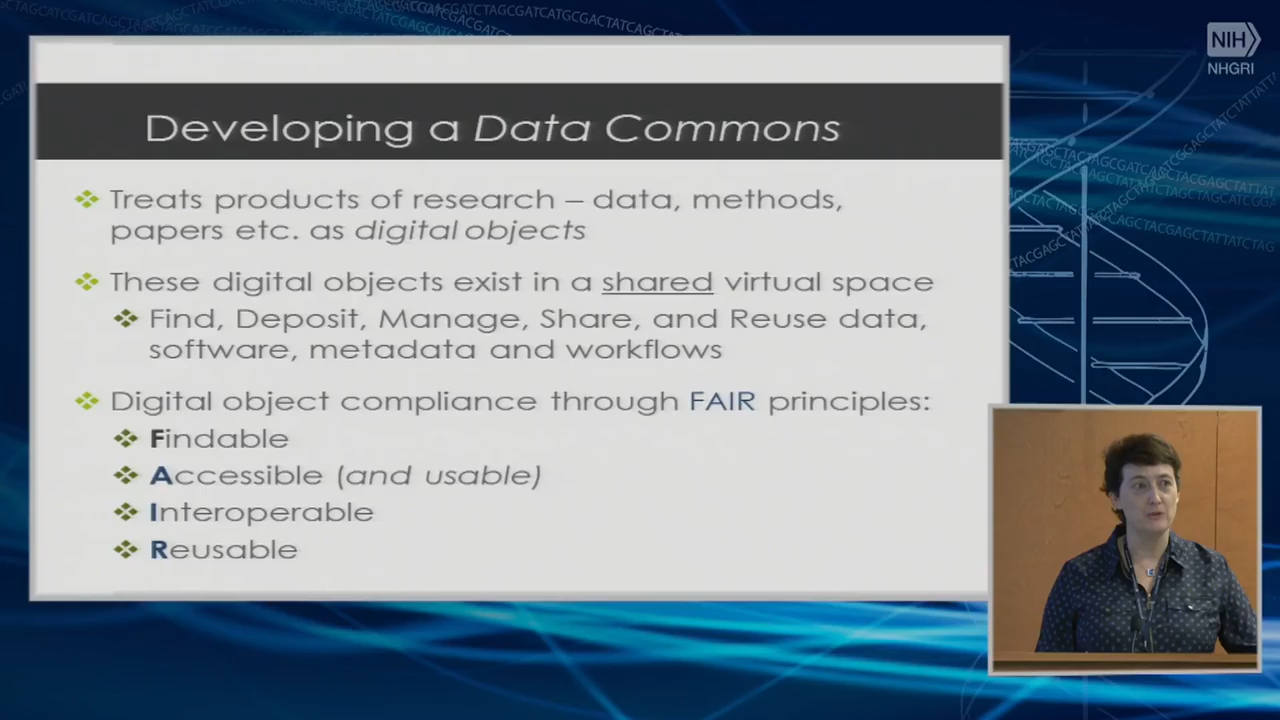 NIH
NHGRI
Developing a Data Commons
Treats products of research – data, methods,
papers etc. as digital objects
These digital objects exist in a shared virtual space
Find, Deposit, Manage, Share, and Reuse data,
software, metadata and workflows
Digital object compliance through FAIR principles:
Findable
Accessible (and usable)
Interoperable
Reusable